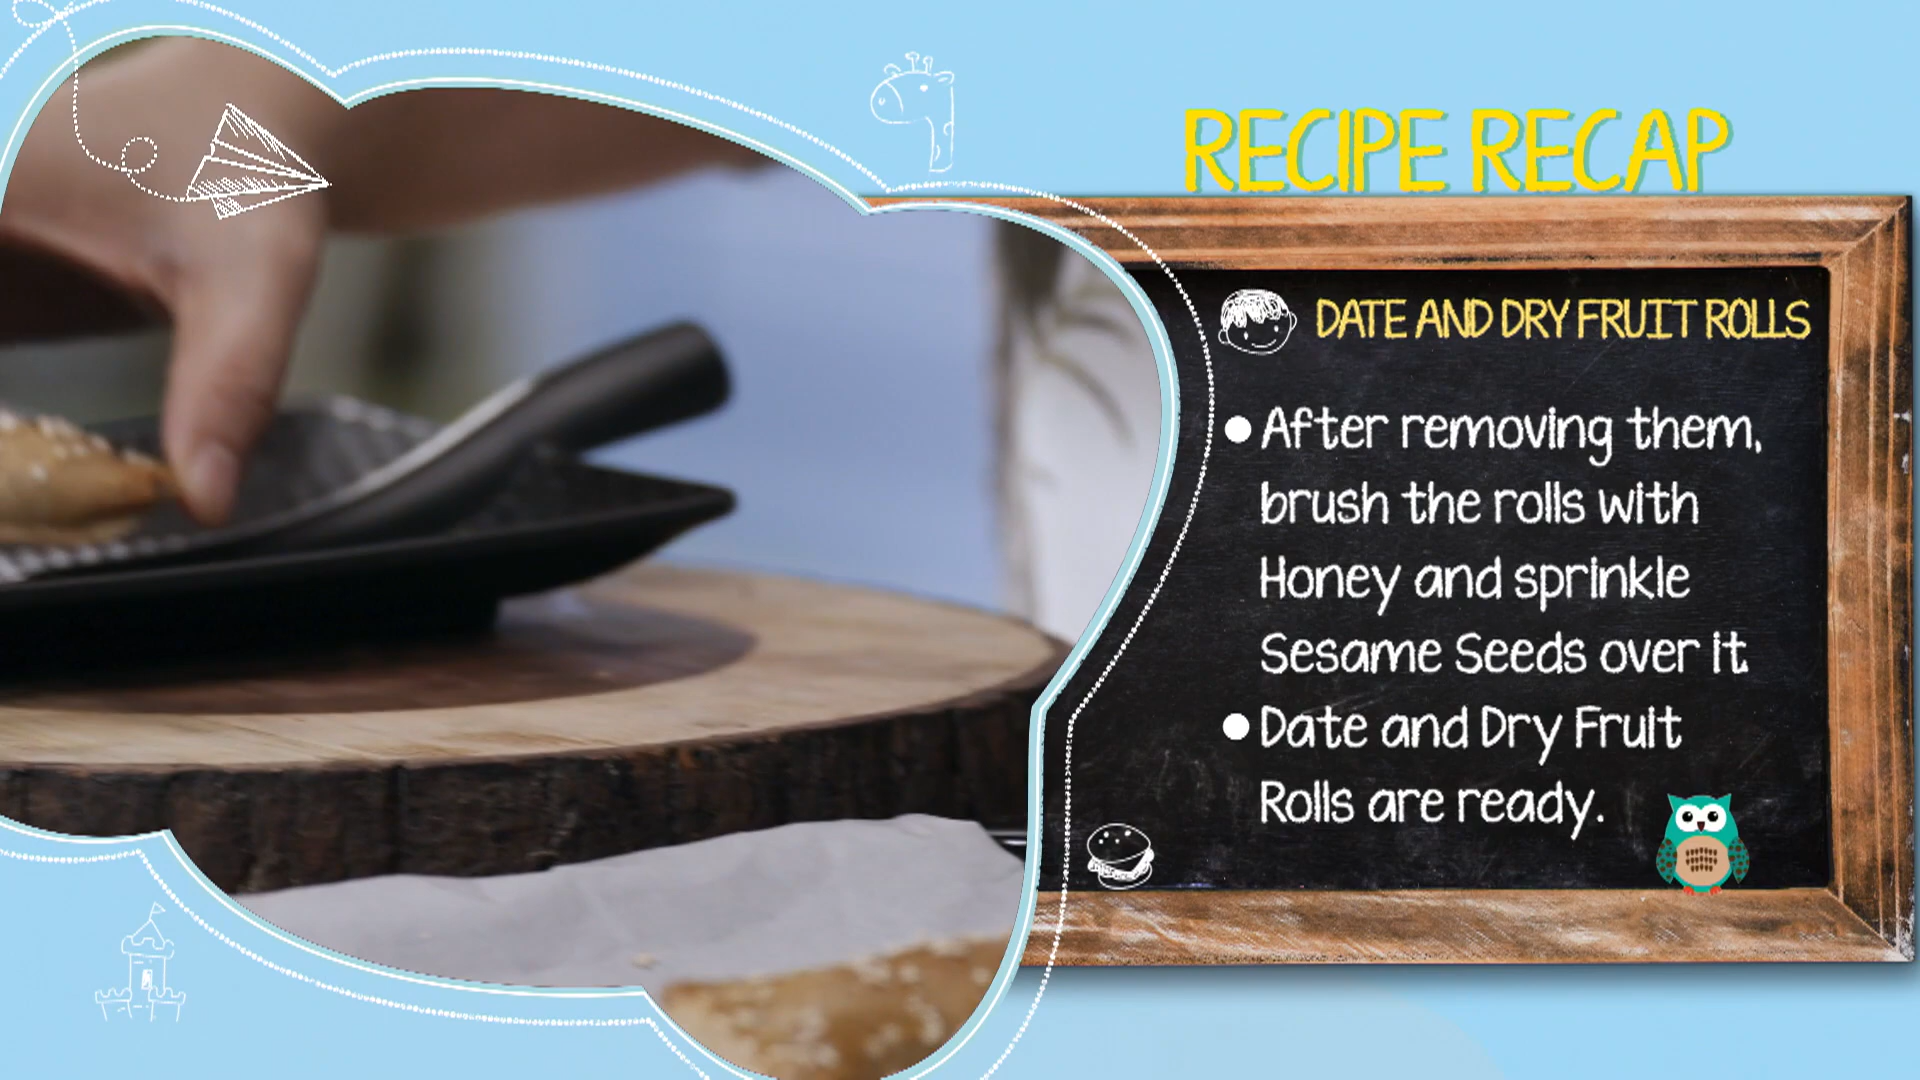 RECIPE RECAP
DATE AND DRY FRUIT ROLLS
● After removing them,
brush the rolls with
Honey and sprinkle
Sesame Seeds over it
● Date and Dry Fruit
Rolls are ready.